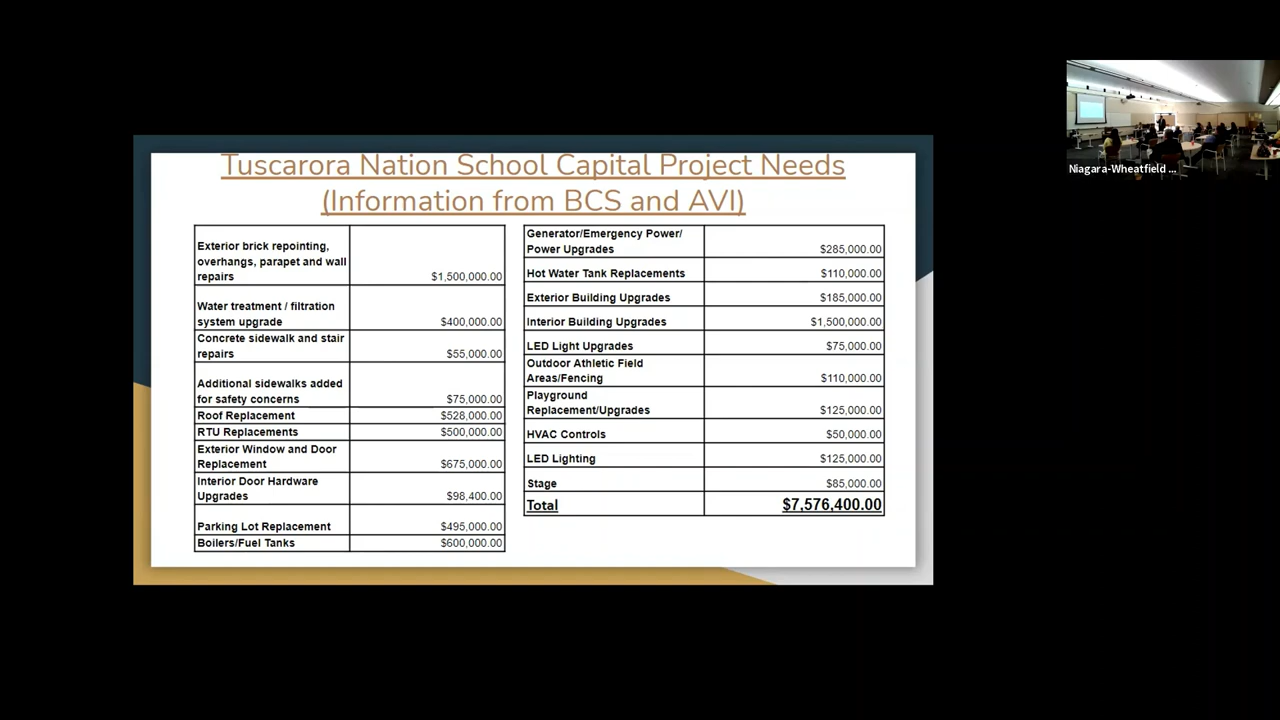 Tuscarora Nation School Capital Project Needs
(Information from BCS and AVI)
Exterior brick repointing,
overhangs, parapet and wall
repairs $1,500,000.00
Water treatment / filtration
system upgrade $400,000.00
Concrete sidewalk and stair
repairs $55,000.00
Additional sidewalks added
for safety concerns $75,000.00
Roof Replacement $528,000.00
RTU Replacements $500,000.00
Exterior Window and Door
Replacement $675,000.00
Interior Door Hardware
Upgrades $98,400.00
Parking Lot Replacement $495,000.00
Boilers/Fuel Tanks $600,000.00
Generator/Emergency Power/
Power Upgrades $285,000.00
Hot Water Tank Replacements $110,000.00
Exterior Building Upgrades $185,000.00
Interior Building Upgrades $1,500,000.00
LED Light Upgrades $75,000.00
Outdoor Athletic Field
Areas/Fencing $110,000.00
Playground
Replacement/Upgrades $125,000.00
HVAC Controls $50,000.00
LED Lighting $125,000.00
Stage $85,000.00
Total $7,576,400.00
Niagara-Wheatfield ...